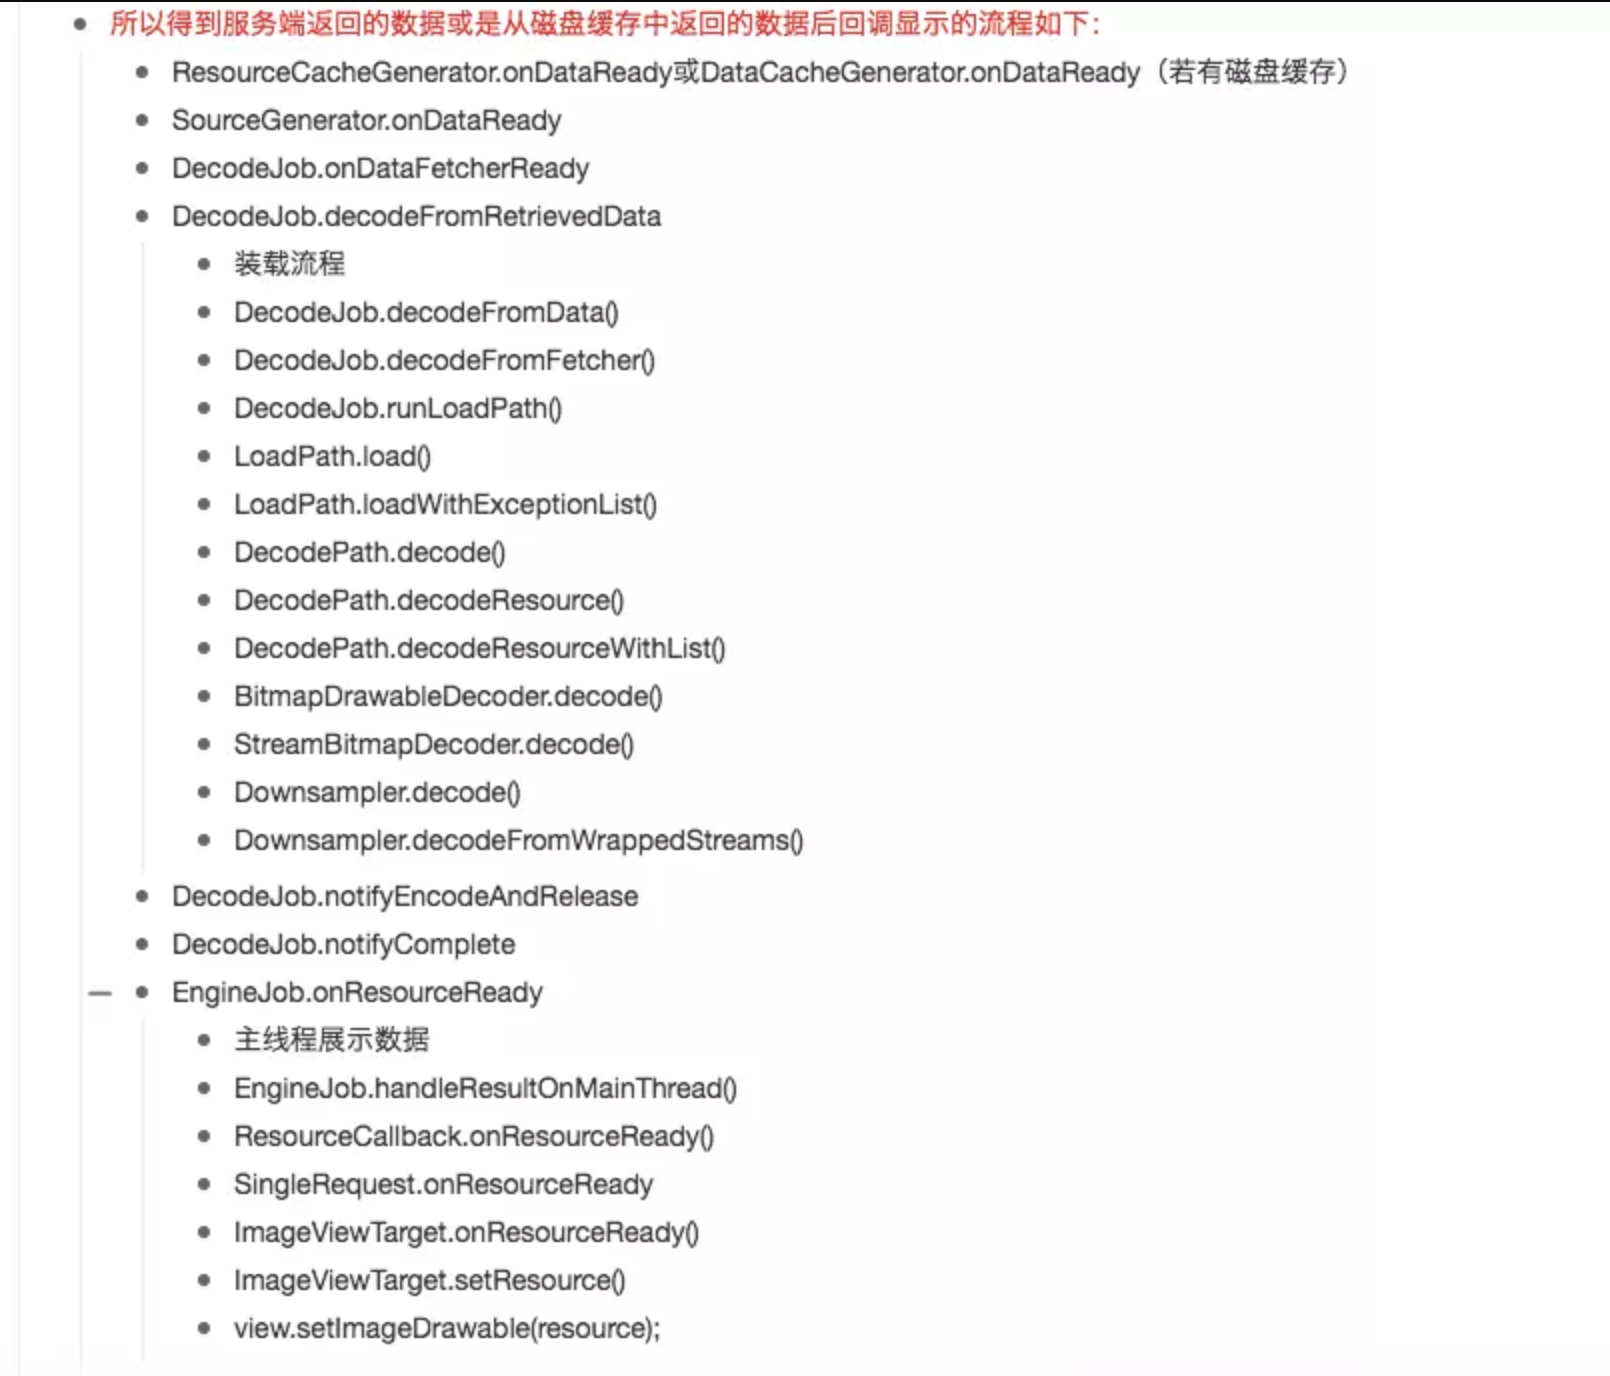 所以得到服务端返回的数据或是从磁盘缓存中返回的数据后回调显示的流程如下：
ResourceCacheGenerator.onDataReady或DataCacheGenerator.onDataReady（若有磁盘缓存）
SourceGenerator.onDataReady
DecodeJob.onDataFetcherReady
DecodeJob.decodeFromRetrievedData
装载流程
DecodeJob.decodeFromData()
DecodeJob.decodeFromFetcher()
DecodeJob.runLoadPath()
LoadPath.load()
LoadPath.loadWithExceptionList()
DecodePath.decode()
DecodePath.decodeResource()
DecodePath.decodeResourceWithList()
BitmapDrawableDecoder.decode()
StreamBitmapDecoder.decode()
Downsampler.decode()
Downsampler.decodeFromWrappedStreams()
DecodeJob.notifyEncodeAndRelease
DecodeJob.notifyComplete
EngineJob.onResourceReady
主线程展示数据
EngineJob.handleResultOnMainThread()
ResourceCallback.onResourceReady()
SingleRequest.onResourceReady
ImageViewTarget.onResourceReady()
ImageViewTarget.setResource()
view.setImageDrawable(resource);